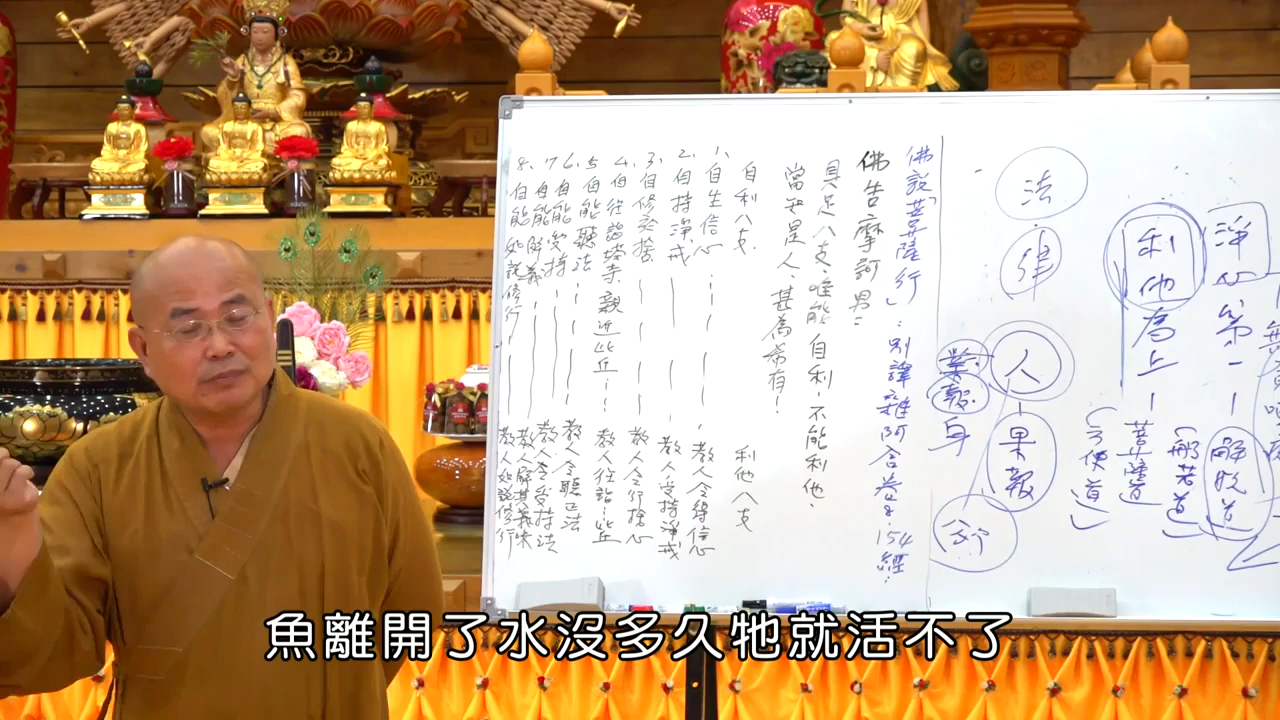 淨心第一—解脫道
(般若道)
利他為上—菩薩道
(方便道)
法
律
人
果報
業報身
佛說「菩薩行」:別譯雜阿含卷8.154經:
佛告摩訶男:
具足八支,唯能自利,不能利他,
當知是人,甚為希有!
自利八支 利他八支
1.自生信心 教人令得信心
2.自持淨戒 教人受持淨戒
3.自修惠捨 教人令行捨心
4.自往詣塔寺親近比丘 教人往詣比丘
5.自能聽法 教人令聽正法
6.自能受持 教人令受持法
7.自能解義 教人解其義味
8.自能如說修行 教人如說修行
魚離開了水沒多久牠就活不了